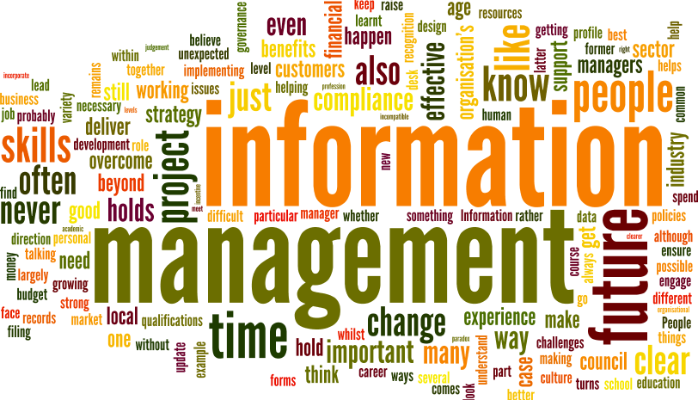 keep
raise
age
resources
governance
financial
learnt
even
happen
recognition
design
judgement
believe
unexpected
benefits
organisation's
like
getting
latter
support
profile
best
help
former
right
sector
within
together
implementing
level
customers
also
desk
effective
know
managers
helps
incorporate
lead
remains
variety
still
working
issues
helping
profession
human
people
common
business
necessary
levels
just
compliance
incompatible
job
probably
deliver
strategy
skills
development
role
project
information
industry
overcome
new
find
often
beyond
spend
never
good
holds
meet
difficult
particular
manager
whether
something
Information
rather
data
policies
academic
direction
personal
management
course
always
get
future
clearer
although
talking
money
need
ensure
largely
growing
possible
budget
strong
engage
go
different
organisational
face
records
market
local
qualifications
time
change
experience
make
People
filing
one
without
whilst
paradox
way
challenges
things
update
example
hold
important
many
understand
making
council
clear
think
career
ways
several
part
case
culture
turns
school
education
forms
comes
look
better